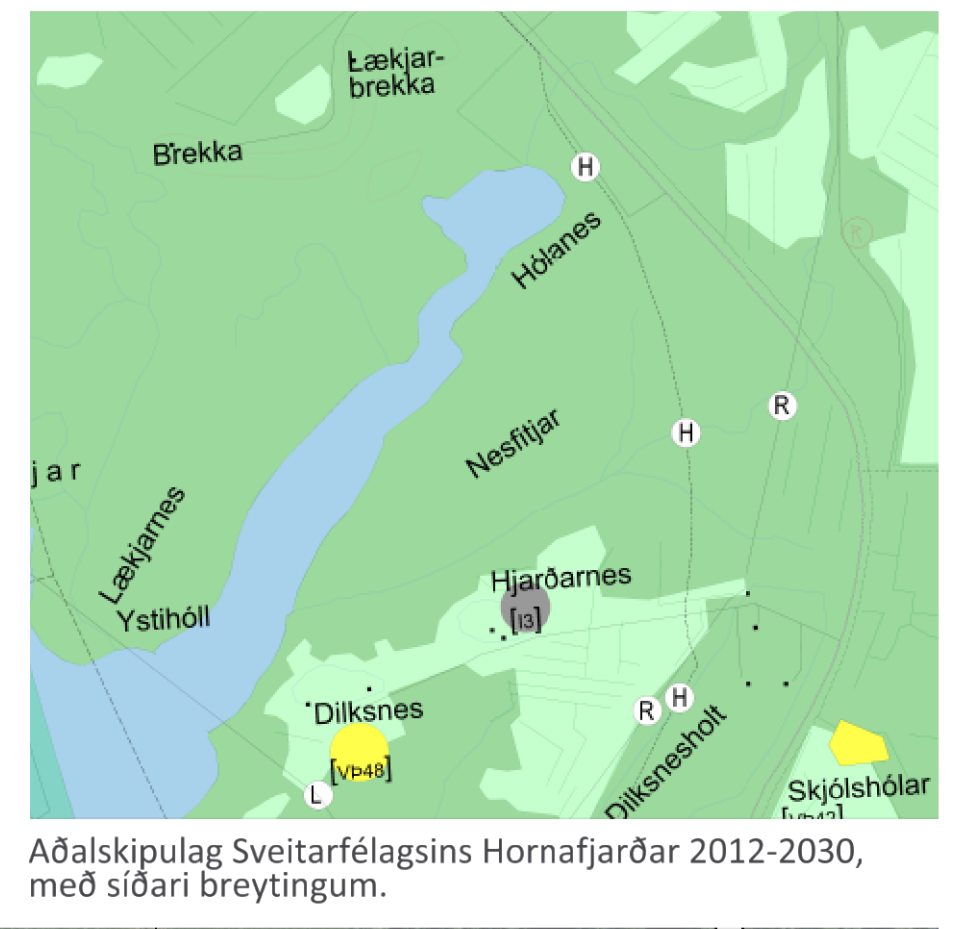 Lækjar-
brekka
Brekka
H
R
Hólanes
R
H
Nesfitjar
jar
Lækjarnes
Ystihóll
Hjarðarnes
[I3]
R
H
Dilksnes
[VÞ48]
L
Dilksnesholt
Skjólshólar
Aðalskipulag Sveitarfélagsins Hornafjarðar 2012-2030,
með síðari breytingum.